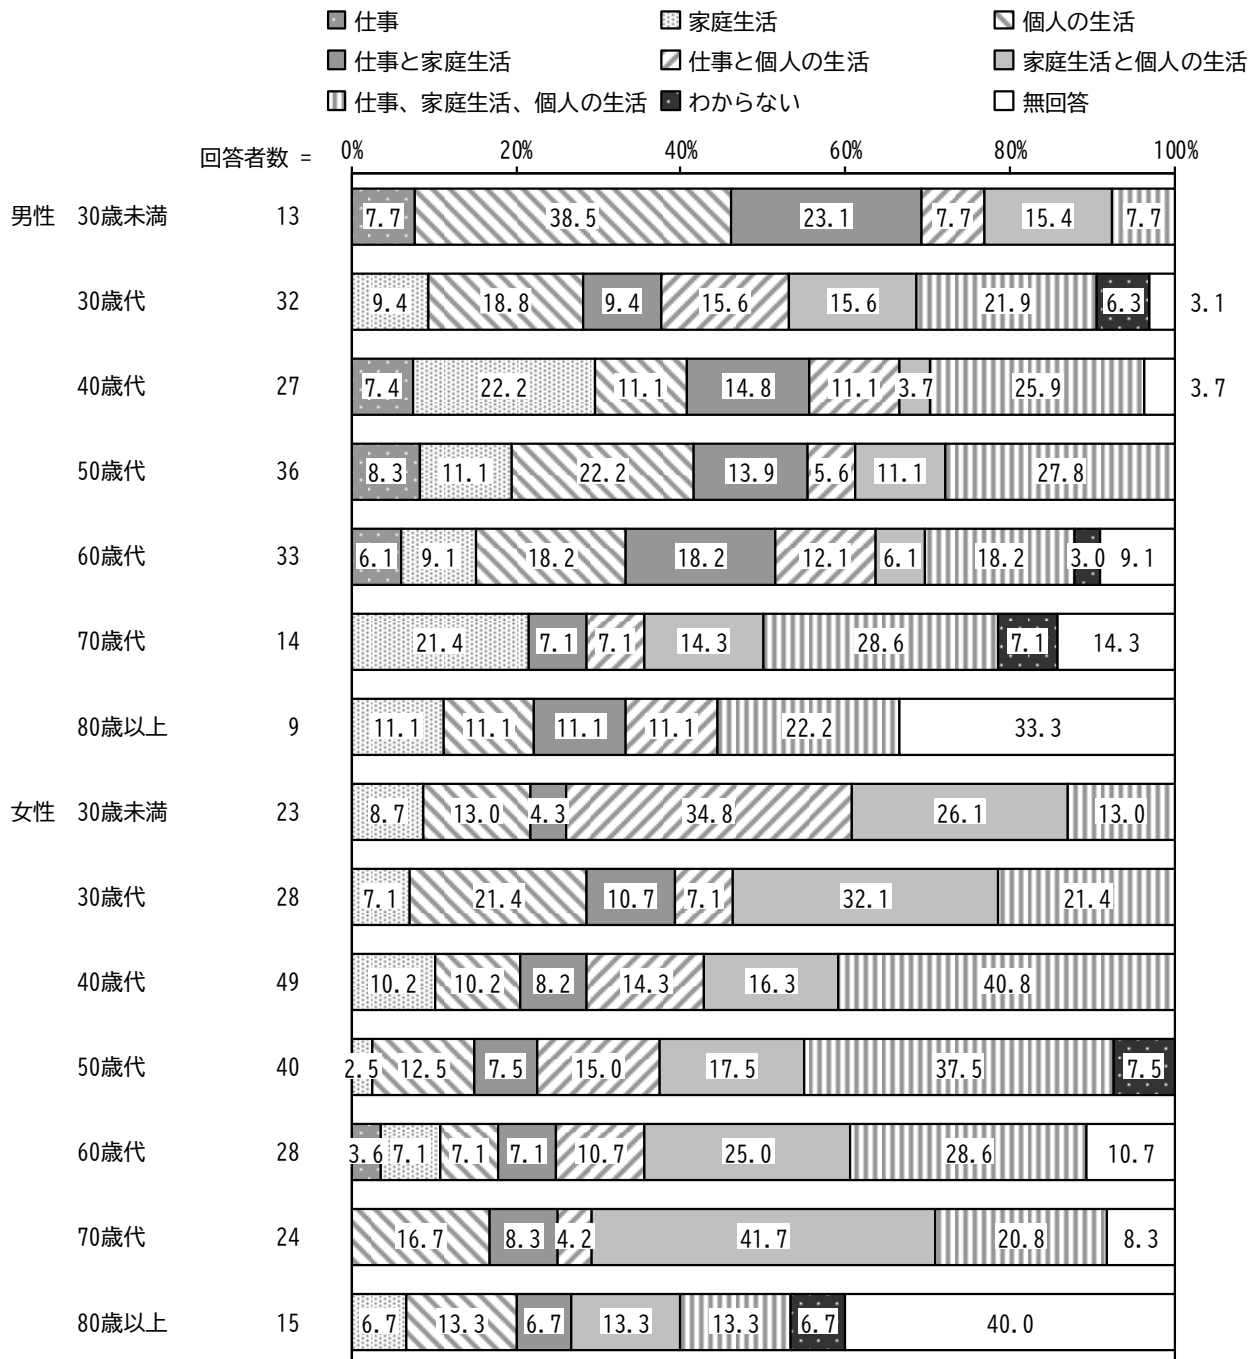 仕事 家庭生活 個人の生活
仕事と家庭生活 仕事と個人の生活 家庭生活と個人の生活
仕事、家庭生活、個人の生活 わからない 無回答
回答者数 = 0% 20% 40% 60% 80% 100%
男性 30歳未満 13 7.7 38.5 23.1 7.7 15.4 7.7
30歳代 32 9.4 18.8 9.4 15.6 15.6 21.9 6.3 3.1
40歳代 27 7.4 22.2 11.1 14.8 11.1 3.7 25.9 3.7
50歳代 36 8.3 11.1 22.2 13.9 5.6 11.1 27.8
60歳代 33 6.1 9.1 18.2 18.2 12.1 6.1 18.2 3.0 9.1
70歳代 14 21.4 7.1 7.1 14.3 28.6 7.1 14.3
80歳以上 9 11.1 11.1 11.1 11.1 22.2 33.3
女性 30歳未満 23 8.7 13.0 4.3 34.8 26.1 13.0
30歳代 28 7.1 21.4 10.7 7.1 32.1 21.4
40歳代 49 10.2 10.2 8.2 14.3 16.3 40.8
50歳代 40 2.5 12.5 7.5 15.0 17.5 37.5 7.5
60歳代 28 3.6 7.1 7.1 7.1 10.7 25.0 28.6 10.7
70歳代 24 16.7 8.3 4.2 41.7 20.8 8.3
80歳以上 15 6.7 13.3 6.7 13.3 13.3 6.7 40.0